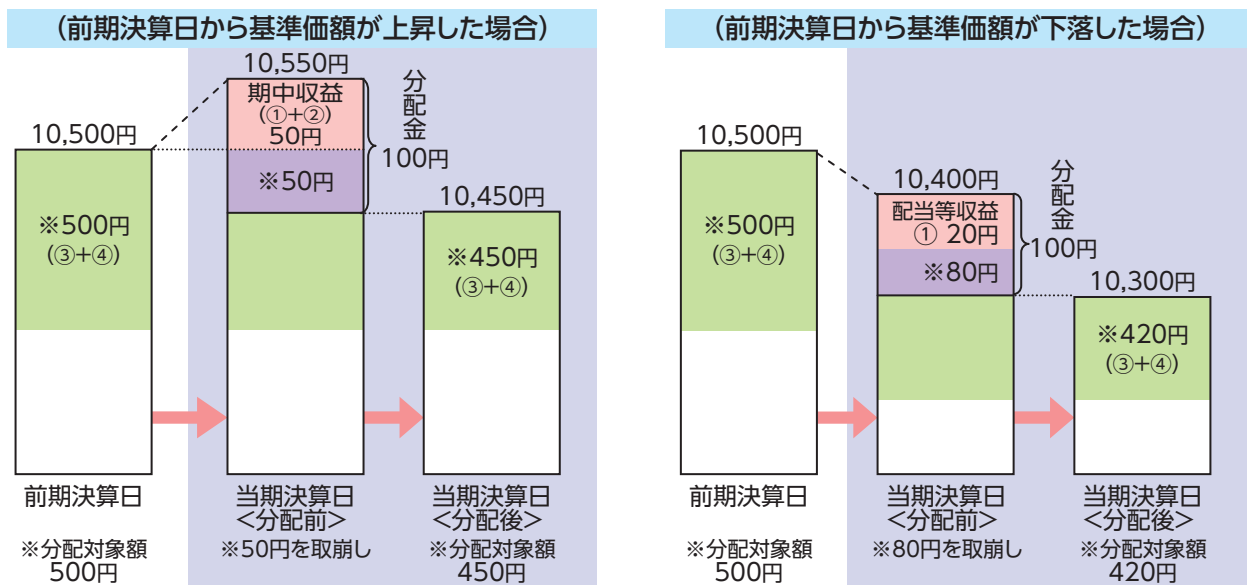 (前期決算日から基準価額が上昇した場合)
10,550円
期中収益
(①+②)
50円
分配金
100円
10,500円
※50円
10,450円
※500円
(③+④)
※450円
(③+④)
前期決算日
当期決算日
<分配前>
当期決算日
<分配後>
※分配対象額
500円
※50円を取崩し
※分配対象額
450円
(前期決算日から基準価額が下落した場合)
10,500円
10,400円
配当等収益
① 20円
分配金
100円
※80円
10,300円
※500円
(③+④)
※420円
(③+④)
前期決算日
当期決算日
<分配前>
当期決算日
<分配後>
※分配対象額
500円
※80円を取崩し
※分配対象額
420円